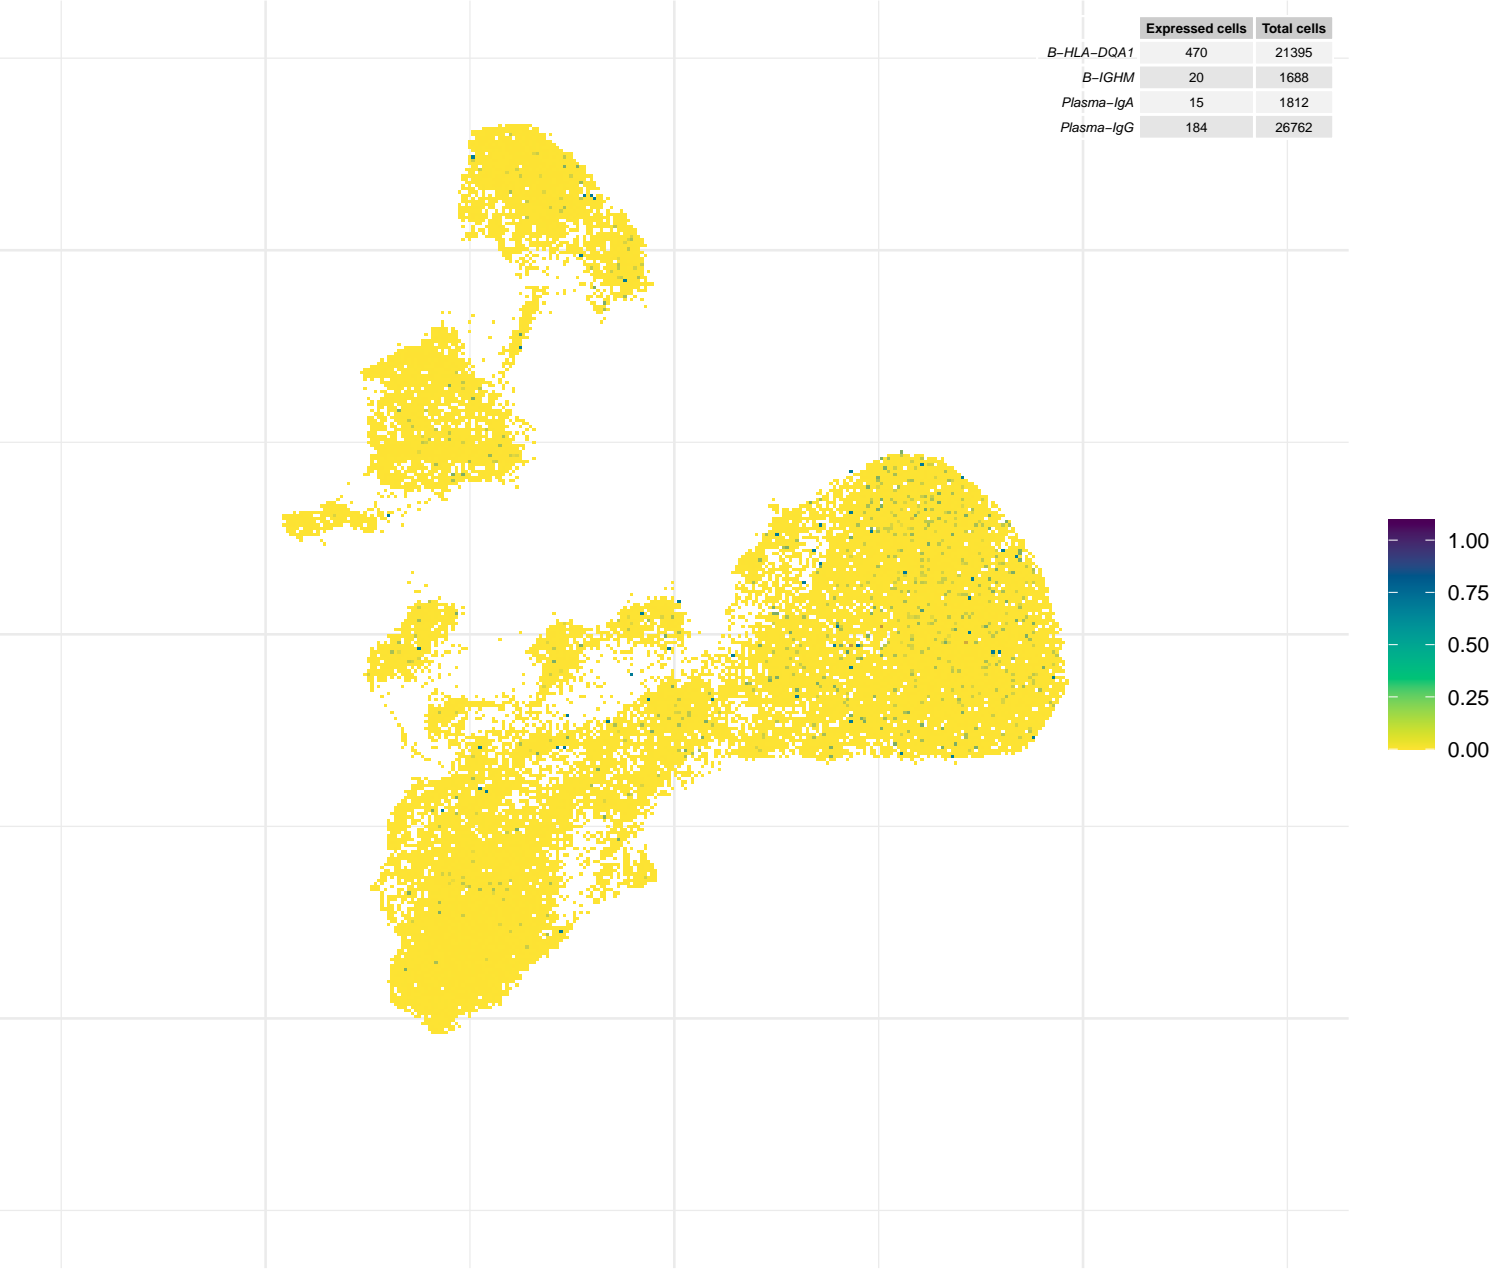 Expressed cells Total cells
B−HLA−DQA1 470 21395
B−IGHM 20 1688
Plasma−IgA 15 1812
Plasma−IgG 184 26762
1.00
0.75
0.50
0.25
0.00